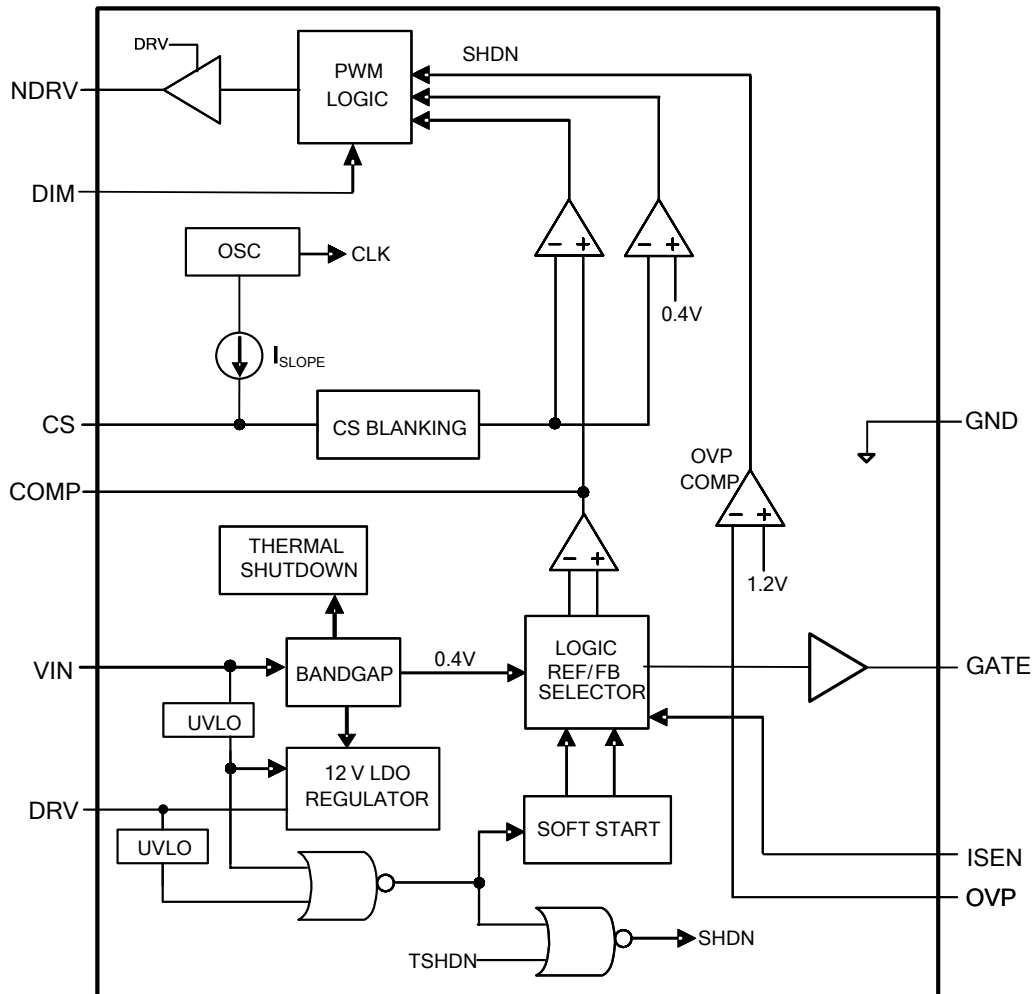 DRV
NDRV
PWM
LOGIC
SHDN
DIM
OSC
CLK
- +
- +
0.4V
ISLOPE
CS
CS BLANKING
GND
COMP
OVP
COMP
- +
THERMAL
SHUTDOWN
- +
1.2V
VIN
BANDGAP
0.4V
LOGIC
REF/FB
SELECTOR
GATE
UVLO
12 V LDO
REGULATOR
DRV
SOFT START
UVLO
ISEN
OVP
TSHDN
SHDN